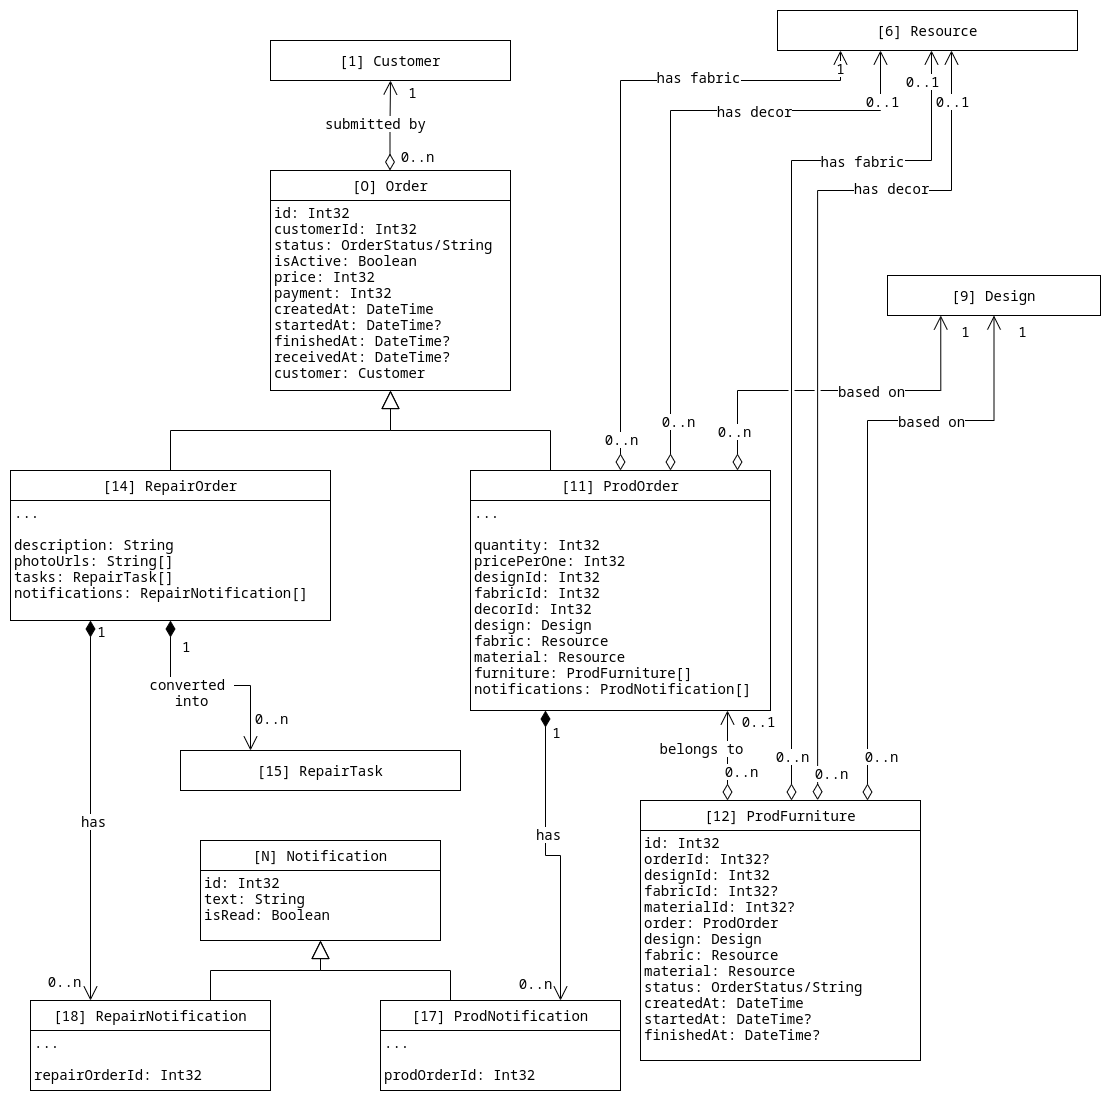 [6] Resource
[1] Customer
1
submitted by
0..n
1
has fabric
0..1
0..1
0..1
has decor
has fabric
has decor
[O] Order
id: Int32
customerId: Int32
status: OrderStatus/String
isActive: Boolean
price: Int32
payment: Int32
createdAt: DateTime
startedAt: DateTime?
finishedAt: DateTime?
receivedAt: DateTime?
customer: Customer
[9] Design
1
1
based on
based on
0..n
0..n
0..n
[14] RepairOrder
...
description: String
photoUrls: String[]
tasks: RepairTask[]
notifications: RepairNotification[]
[11] ProdOrder
...
quantity: Int32
pricePerOne: Int32
designId: Int32
fabricId: Int32
decorId: Int32
design: Design
fabric: Resource
material: Resource
furniture: ProdFurniture[]
notifications: ProdNotification[]
1
1
converted
into
0..n
[15] RepairTask
has
1
has
0..1
belongs to
0..n
0..n
0..n
0..n
[N] Notification
id: Int32
text: String
isRead: Boolean
[12] ProdFurniture
id: Int32
orderId: Int32?
designId: Int32
fabricId: Int32?
materialId: Int32?
order: ProdOrder
design: Design
fabric: Resource
material: Resource
status: OrderStatus/String
createdAt: DateTime
startedAt: DateTime?
finishedAt: DateTime?
0..n
0..n
[18] RepairNotification
...
repairOrderId: Int32
[17] ProdNotification
...
prodOrderId: Int32